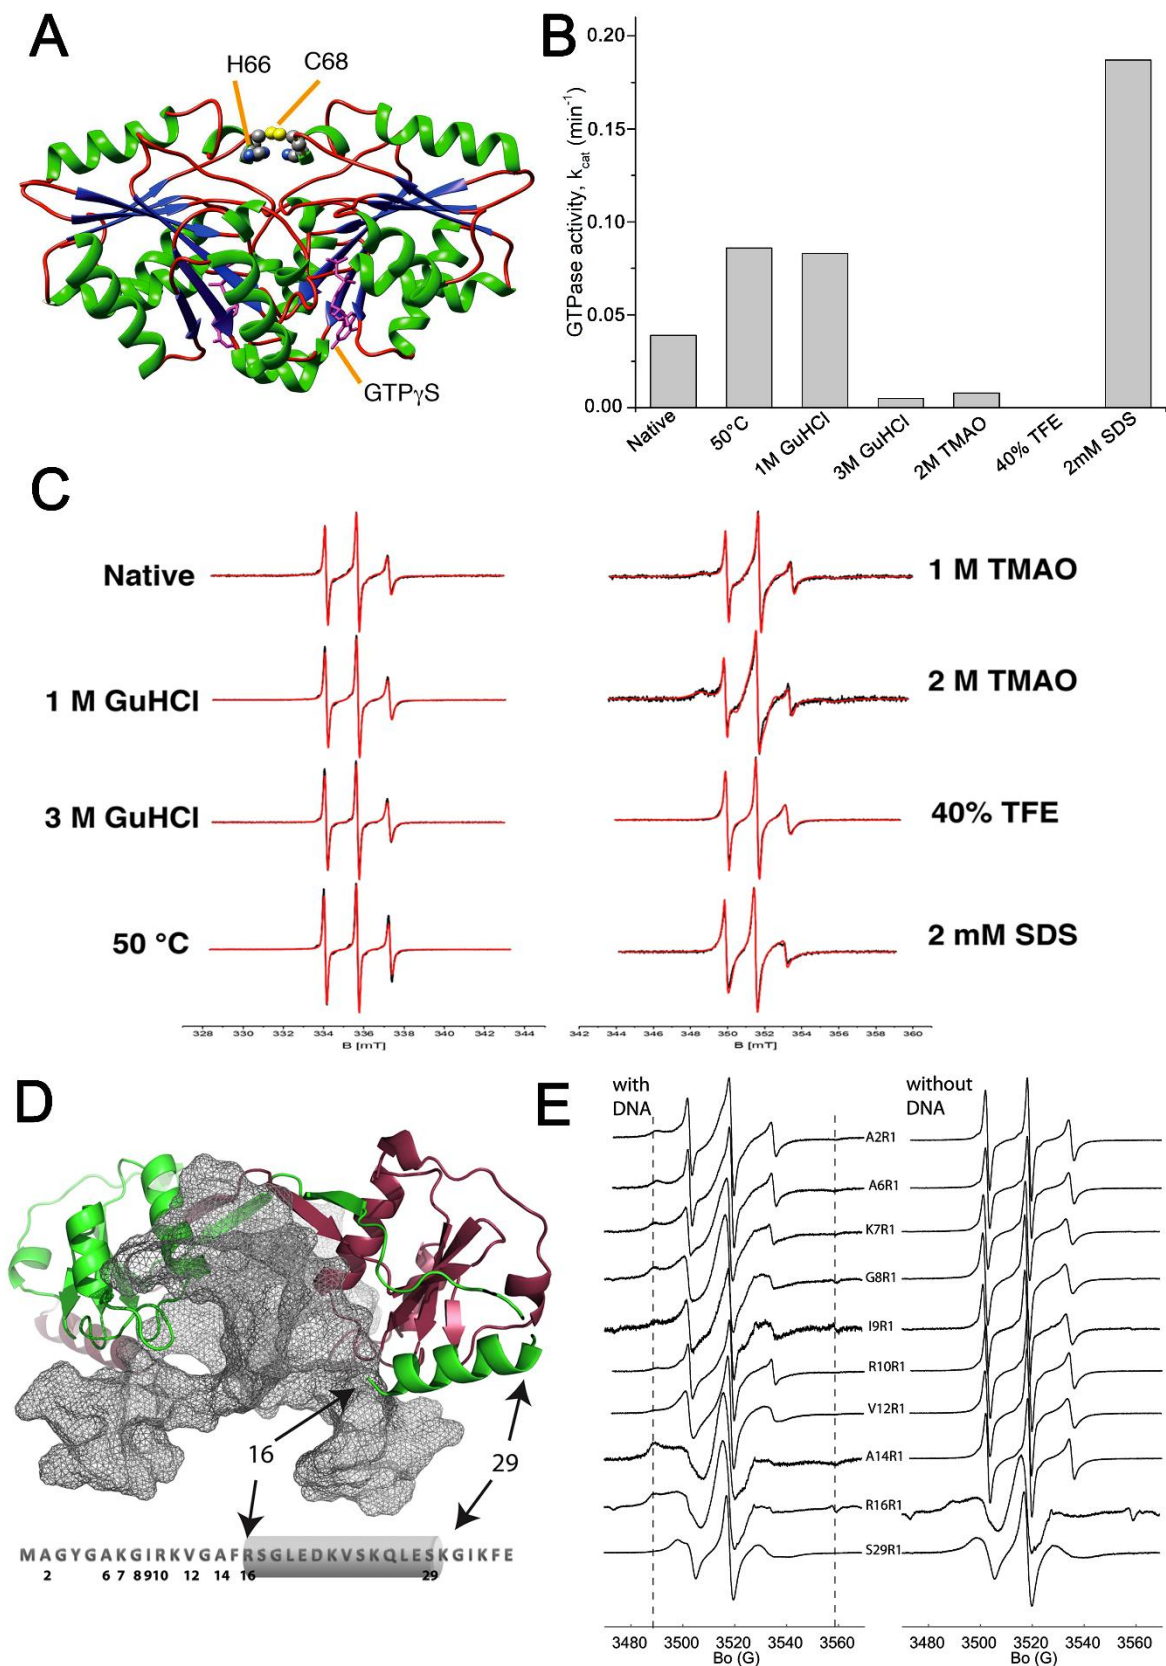 A
H66
C68
GTPγS
B
GTPase activity, kcat (min-1)
0.20
0.15
0.10
0.05
0.00
Native
50°C
1M GuHCl
3M GuHCl
2M TMAO
40% TFE
2mM SDS
C
Native
1 M GuHCl
3 M GuHCl
50 °C
1 M TMAO
2 M TMAO
40% TFE
2 mM SDS
328 330 332 334 336 338 340 342 344
B [mT]
342 344 346 348 350 352 354 356 358 360
B [mT]
D
16
29
MAGYGAKGIRKVGAFRSGLEDKVSKQLESKGIKFE
2 6 7 8 9 10 12 14 16 29
E
with
DNA
without
DNA
A2R1
A6R1
K7R1
G8R1
I9R1
R10R1
V12R1
A14R1
R16R1
S29R1
3480 3500 3520 3540 3560
Bo (G)
3480 3500 3520 3540 3560
Bo (G)